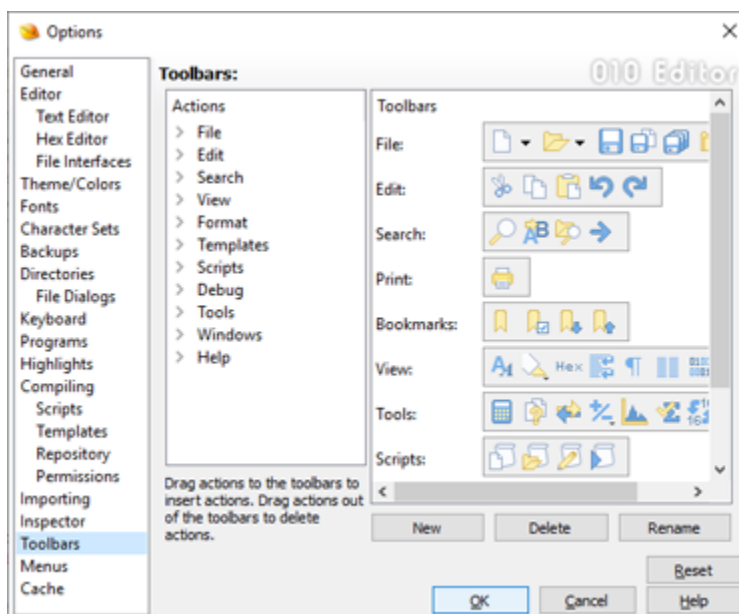 Options
General
Editor
Text Editor
Hex Editor
File Interfaces
Theme/Colors
Fonts
Character Sets
Backups
Directories
File Dialogs
Keyboard
Programs
Highlights
Compiling
Scripts
Templates
Repository
Permissions
Importing
Inspector
Toolbars
Menus
Cache
Toolbars:
010 Editor
Actions
File
Edit
Search
View
Format
Templates
Scripts
Debug
Tools
Windows
Help
Drag actions to the toolbars to
insert actions. Drag actions out
of the toolbars to delete
actions.
Toolbars
File:
Edit:
Search:
Print:
Bookmarks:
View:
Hex
Tools:
Scripts:
New Delete Rename
Reset
OK Cancel Help